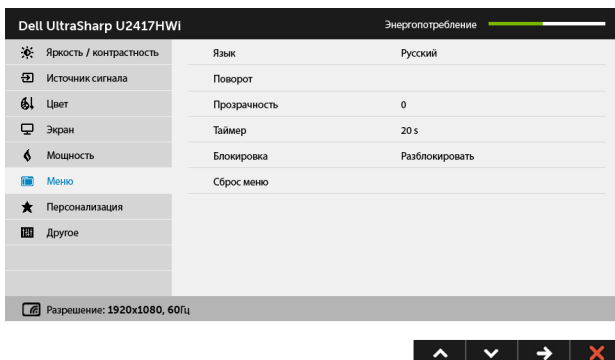 Dell UltraSharp U2417HWi
Энергопотребление
Яркость / контрастность
Язык
Русский
Источник сигнала
Поворот
Цвет
Прозрачность
0
Экран
Таймер
20 s
Мощность
Блокировка
Разблокировать
Меню
Сброс меню
Персонализация
Другое
Разрешение: 1920x1080, 60Гц